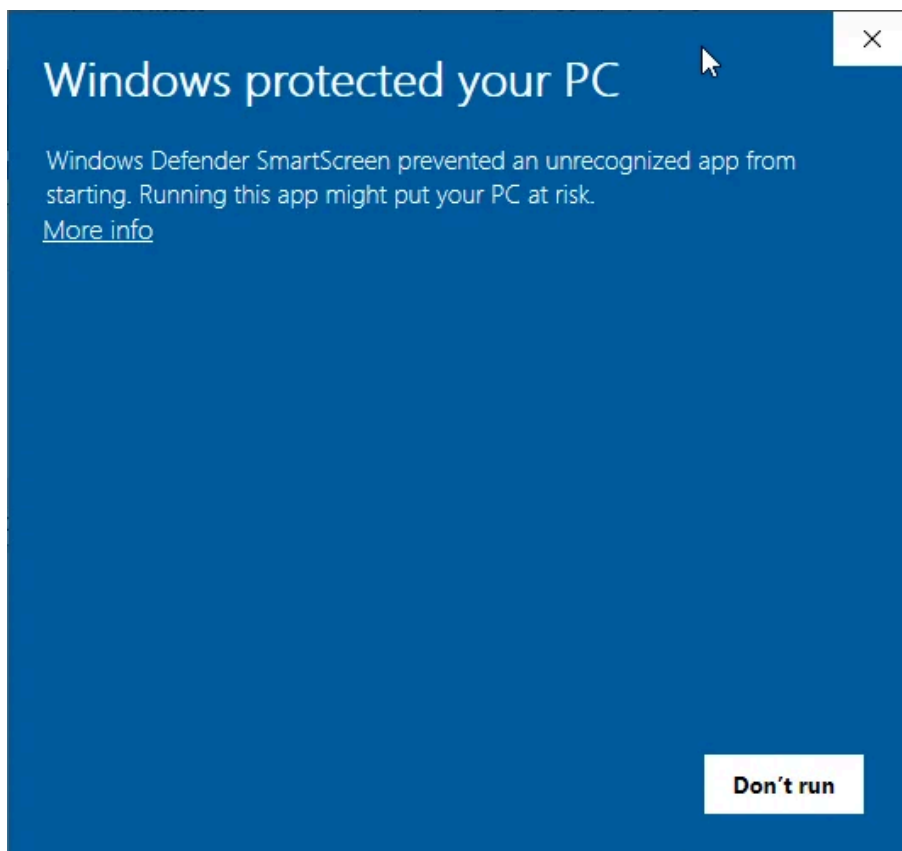 Windows protected your PC
Windows Defender SmartScreen prevented an unrecognized app from
starting. Running this app might put your PC at risk.
More info
Don’t run